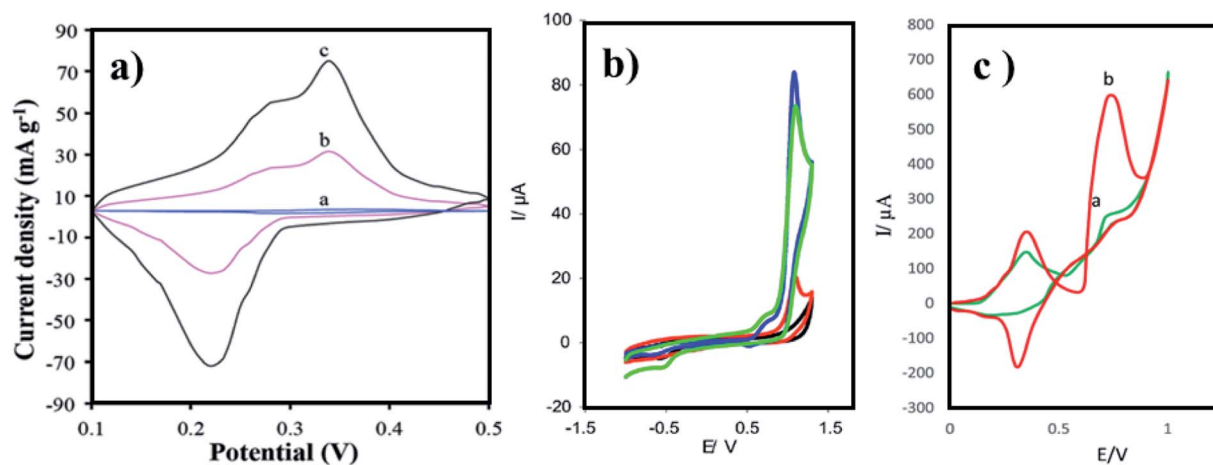 a)
Current density (mA g-1)
90
70
50
30
10
-10
-30
-50
-70
-90
c
b
a
0.1 0.2 0.3 0.4 0.5
Potential (V)
b)
I/ µA
100
80
60
40
20
0
-20
-1.5 -0.5 0.5 1.5
E/ V
c )
I/ µA
800
700
600
500
400
300
200
100
0
-100
-200
-300
b
a
0 0.5 1
E/V